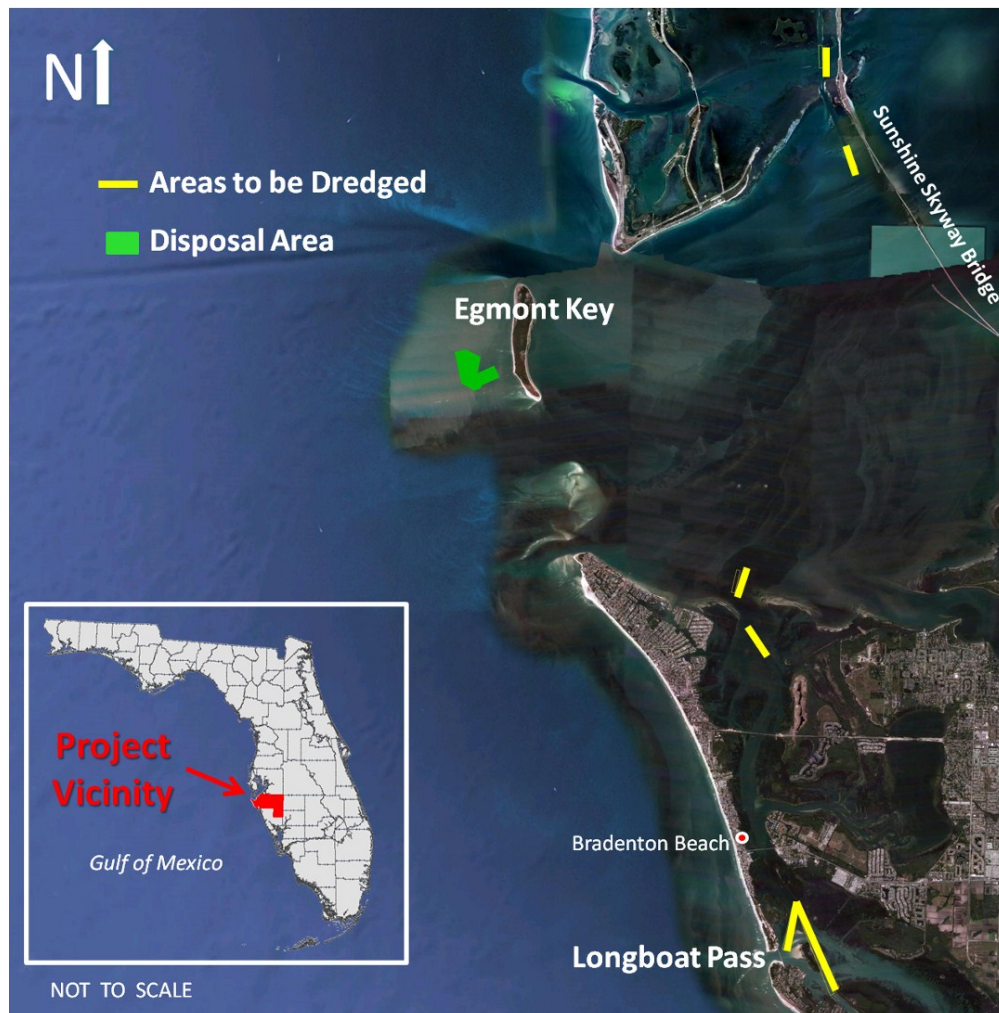 N
Areas to be Dredged
Disposal Area
Sunshine Skyway Bridge
Egmont Key
Project
Vicinity
Gulf of Mexico
Bradenton Beach
Longboat Pass
NOT TO SCALE